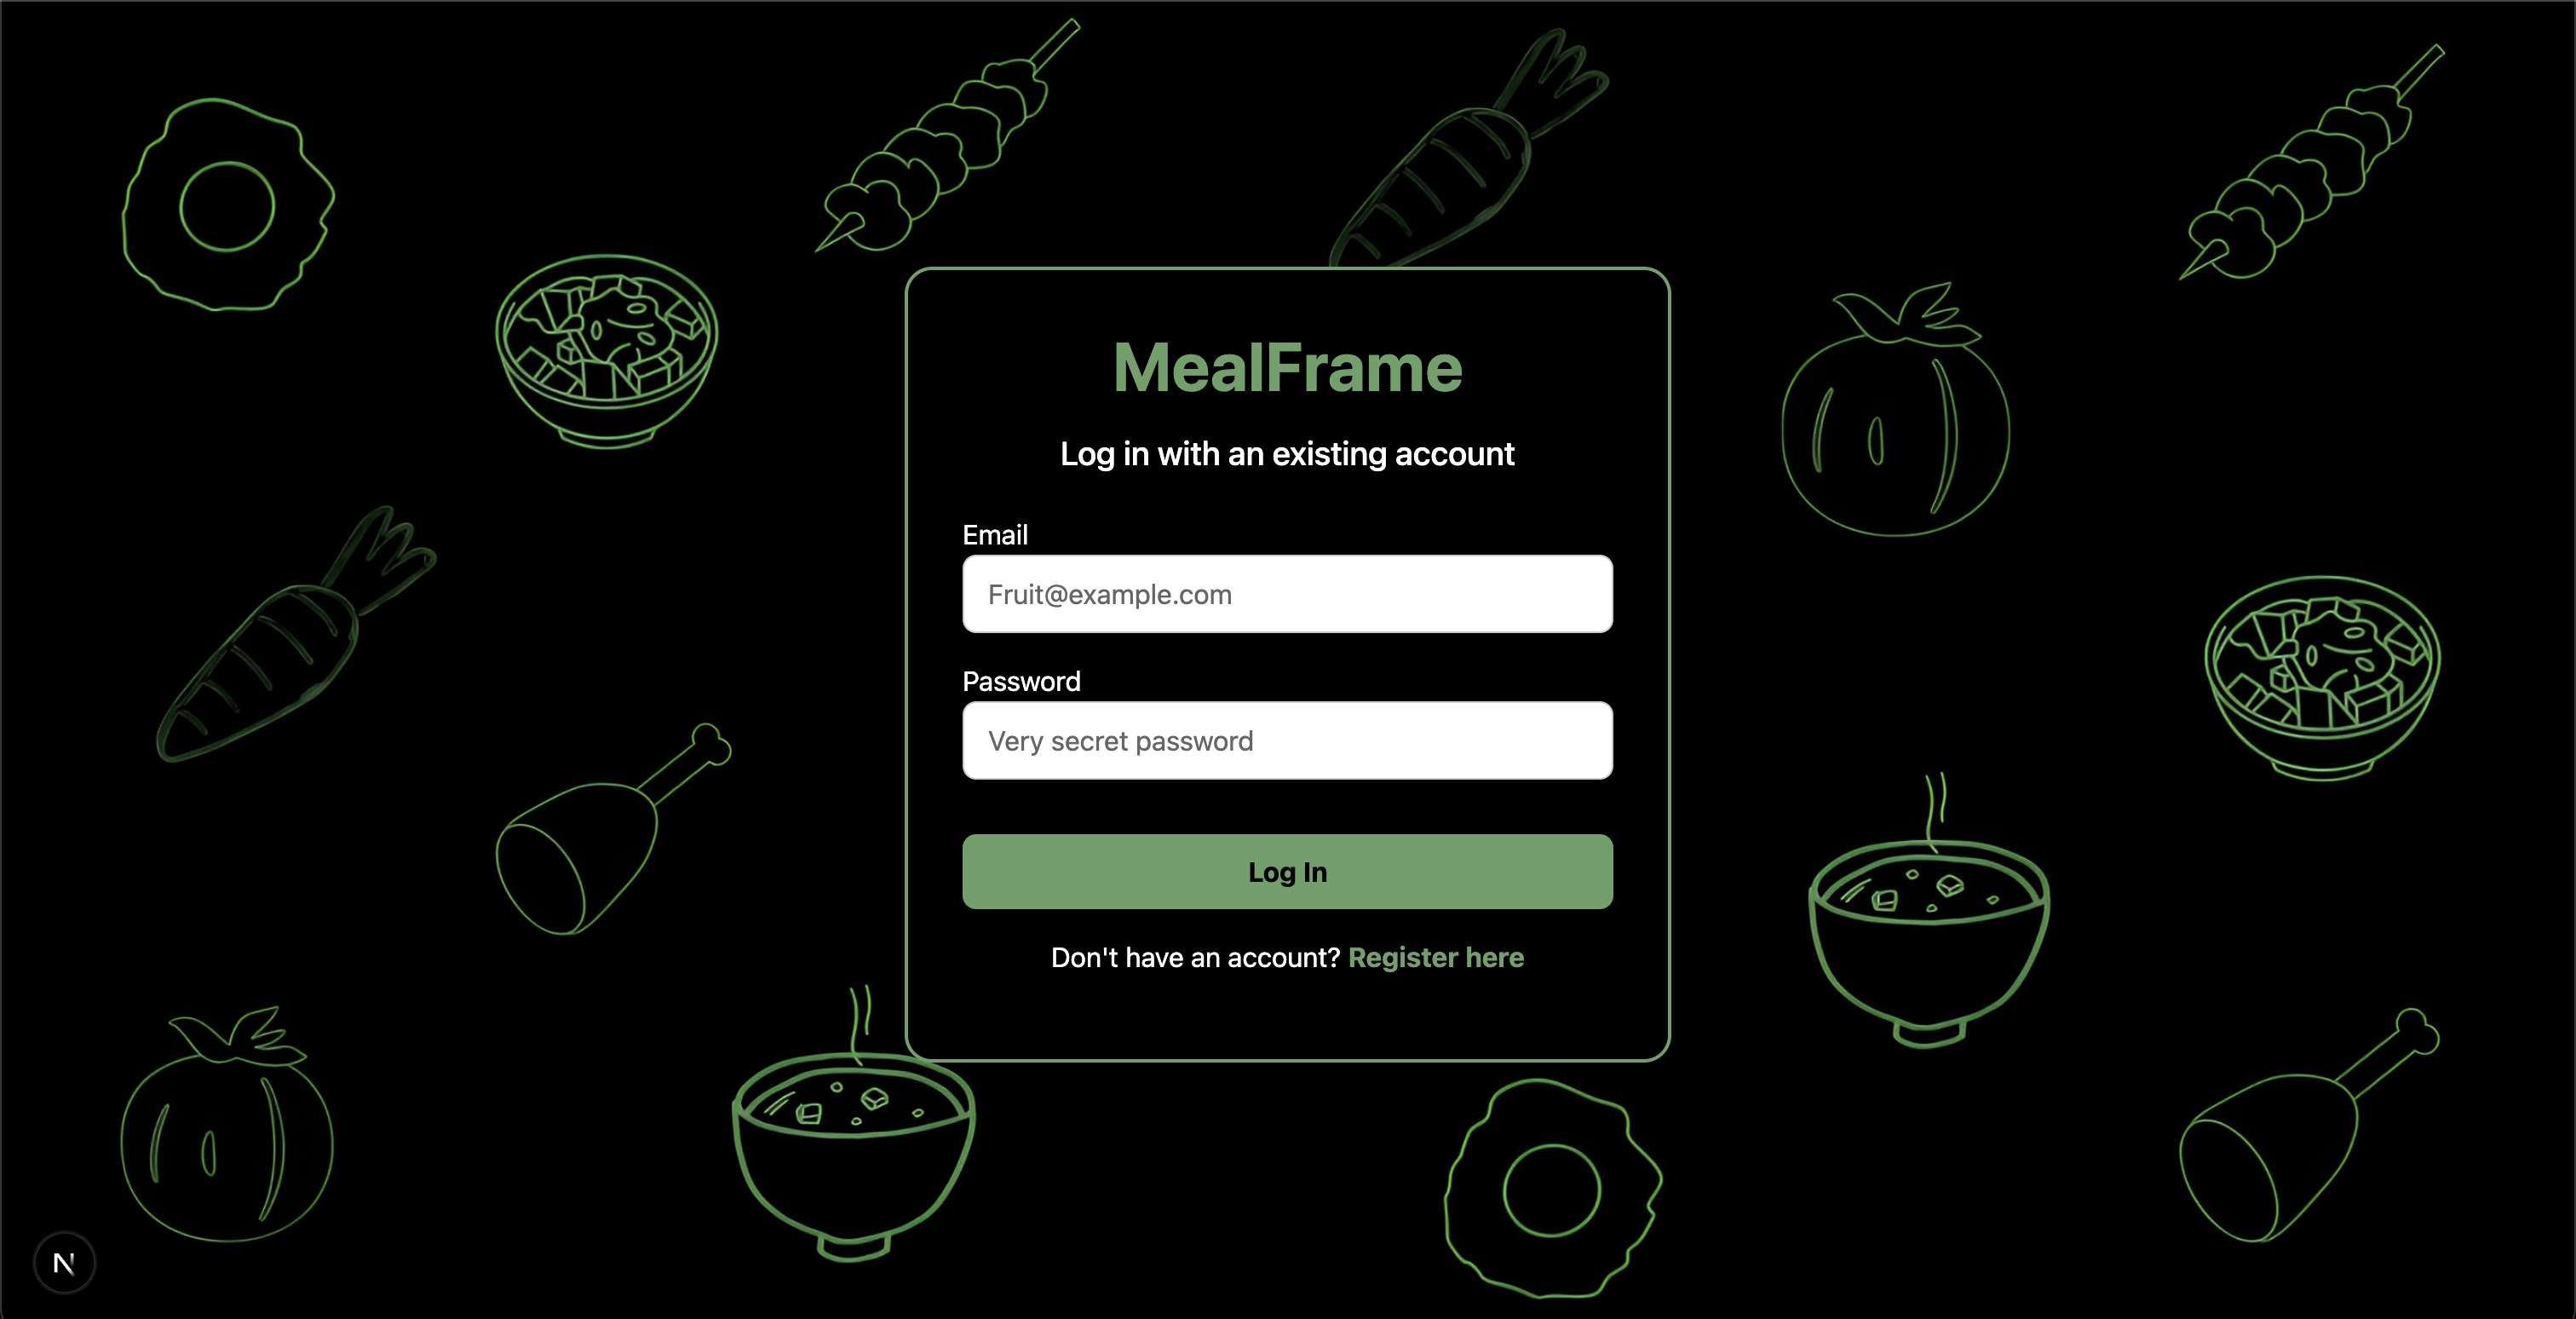 MealFrame
Log in with an existing account
Email
Fruit@example.com
Password
Very secret password
Log In
Don't have an account? Register here
N